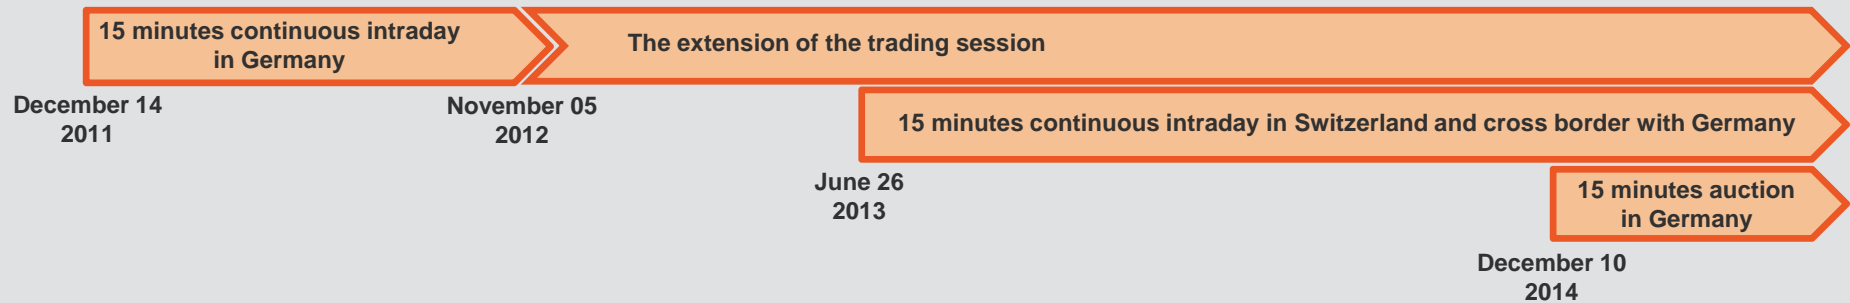 15 minutes continuous intraday
in Germany
The extension of the trading session
December 14
2011
November 05
2012
15 minutes continuous intraday in Switzerland and cross border with Germany
June 26
2013
15 minutes auction
in Germany
December 10
2014